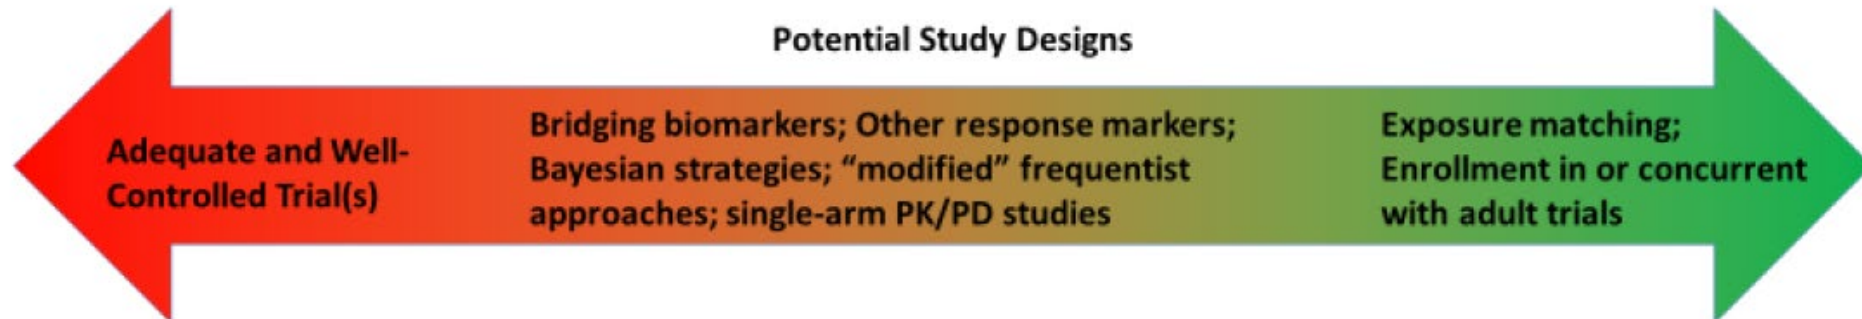 Potential Study Designs
Adequate and Well-
Controlled Trial(s)
Bridging biomarkers; Other response markers;
Bayesian strategies; “modified” frequentist
approaches; single-arm PK/PD studies
Exposure matching;
Enrollment in or concurrent
with adult trials